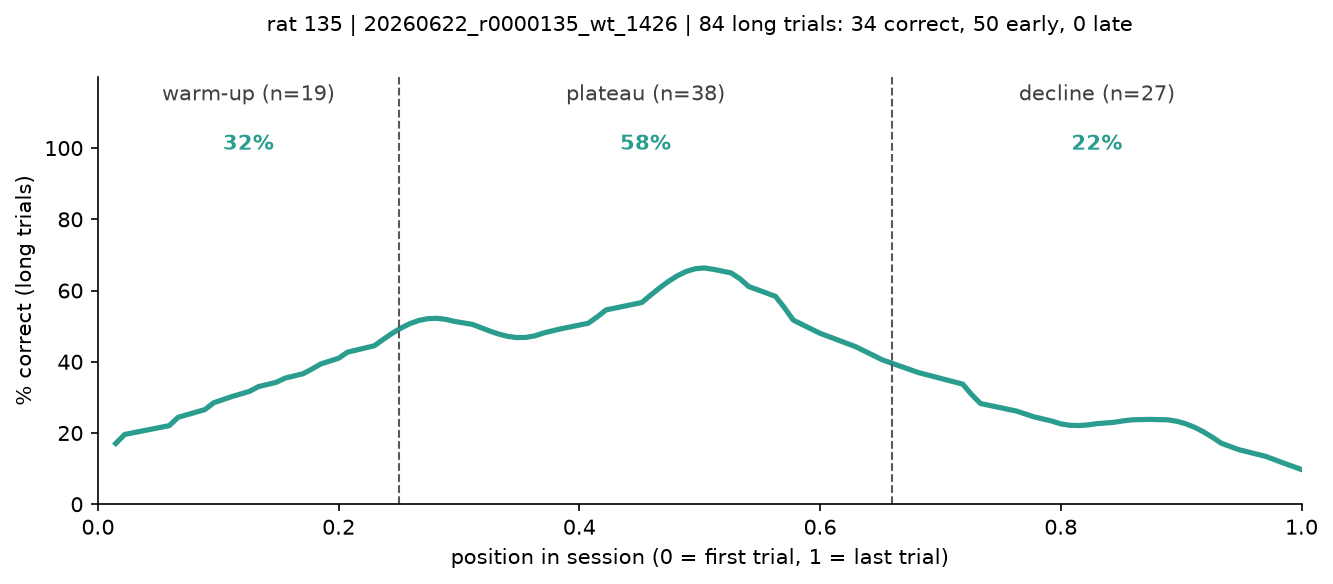 rat 135 | 20260622_r0000135_wt_1426 | 84 long trials: 34 correct, 50 early, 0 late
warm-up (n=19)
plateau (n=38)
decline (n=27)
32%
58%
22%
% correct (long trials)
100
80
60
40
20
0
0.0
0.2
0.4
0.6
0.8
1.0
position in session (0 = first trial, 1 = last trial)